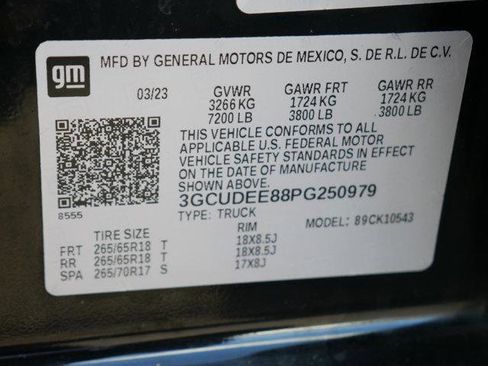 gm MFD BY GENERAL MOTORS DE MEXICO, S. DE R.L. DE C.V.
03/23 GVWR GAWR FRT GAWR RR
3266 KG 1724 KG 1724 KG
7200 LB 3800 LB 3800 LB
THIS VEHICLE CONFORMS TO ALL
APPLICABLE U.S. FEDERAL MOTOR
VEHICLE SAFETY STANDARDS IN EFFECT
ON THE DATE OF MANUFACTURE
SHOWN ABOVE.
8555 3GCUDEE88PG250979
TYPE: TRUCK MODEL: 89CK10543
TIRE SIZE RIM
FRT 265/65R18 T 18X8.5J
RR 265/65R18 T 18X8.5J
SPA 265/70R17 S 17X8J